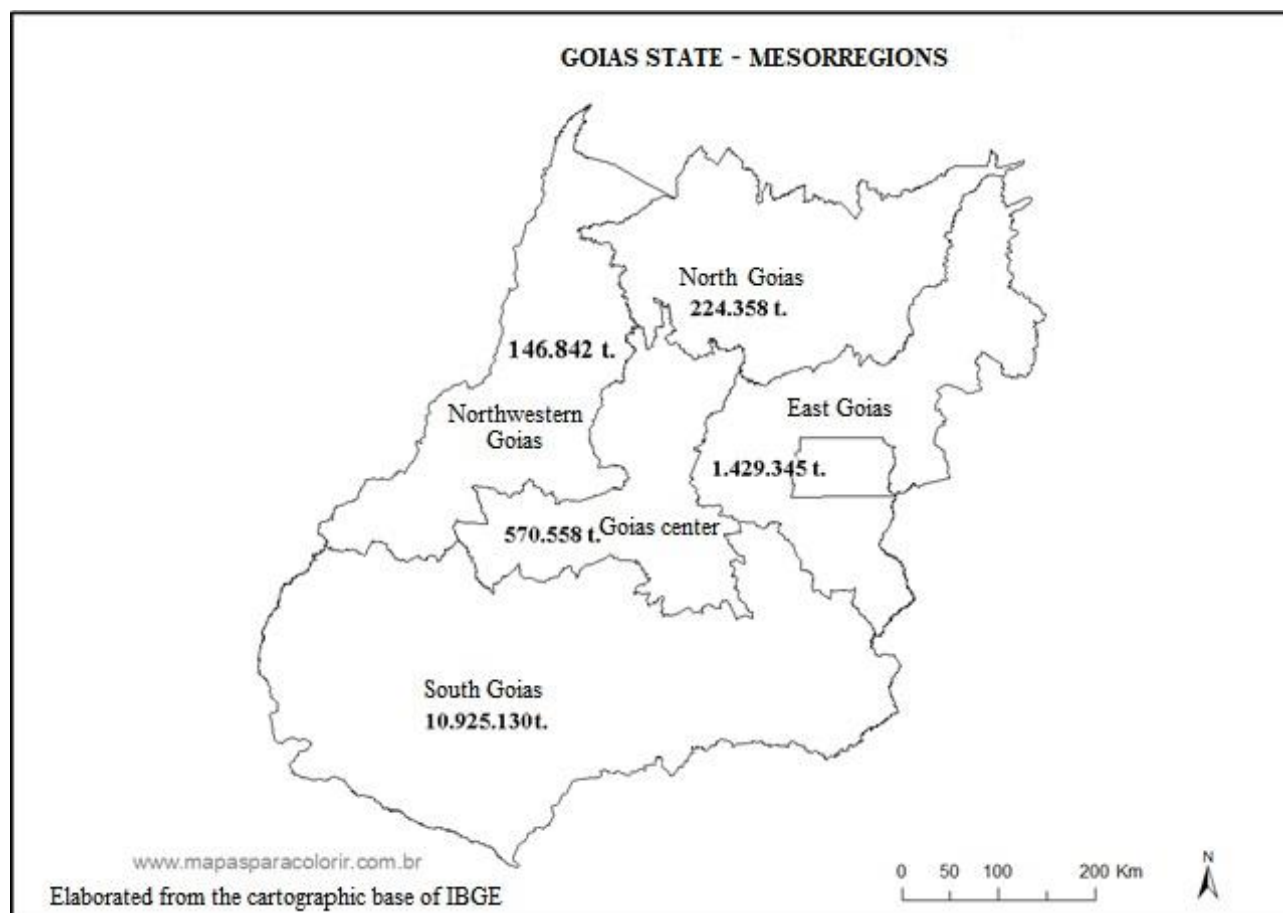 GOIAS STATE - MESORREGIONS
North Goias
224.358 t.
146.842 t.
Northwestern
Goias
East Goias
1.429.345 t.
570.558 t.
Goias center
South Goias
10.925.130t.
www.mapasparacolorir.com.br
Elaborated from the cartographic base of IBGE
0 50 100 200 Km
N